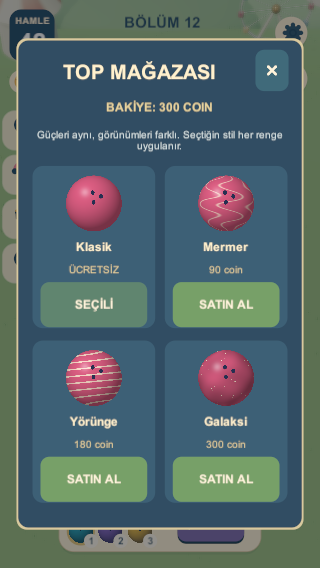 HAMLE
BÖLÜM 12
TOP MAĞAZASI
×
BAKİYE: 300 COIN
Güçleri aynı, görünümleri farklı. Seçtiğin stil her renge
uygulanır.
Klasik
ÜCRETSİZ
SEÇİLİ
Mermer
90 coin
SATIN AL
Yörünge
180 coin
SATIN AL
Galaksi
300 coin
SATIN AL
1
2
3